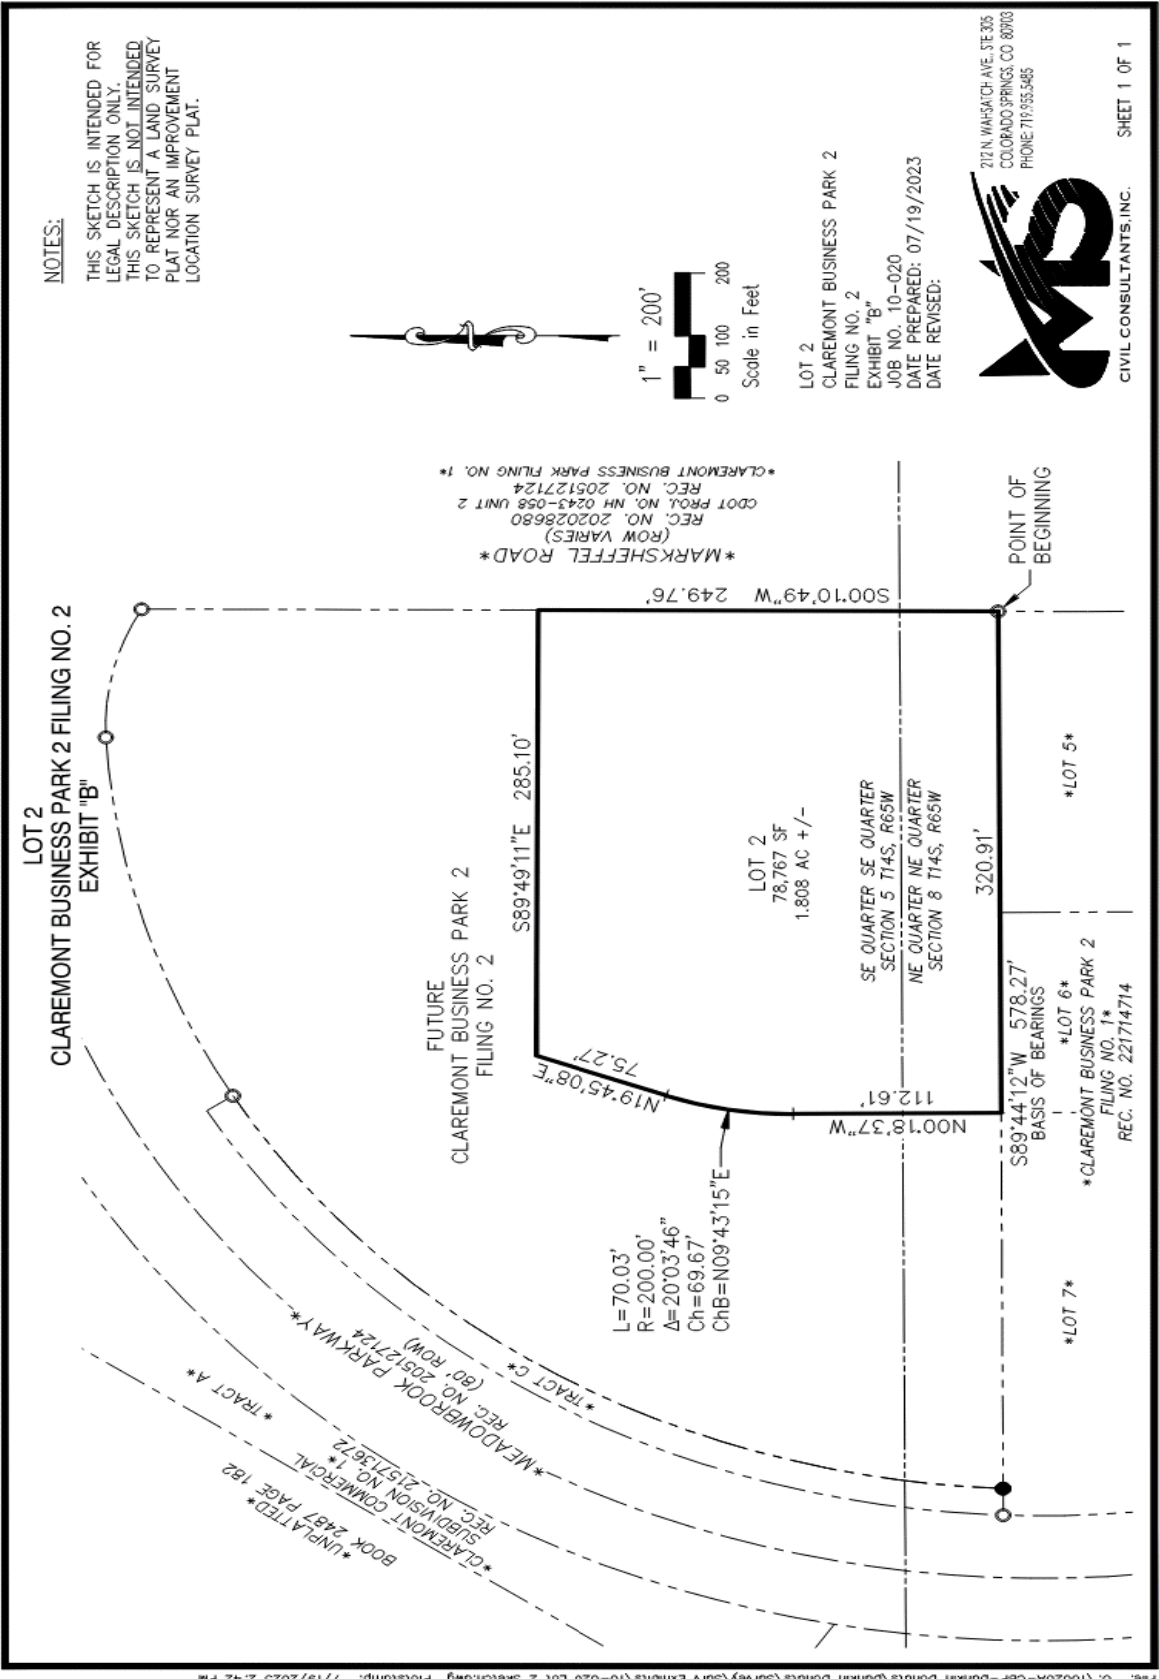 LOT 2
CLAREMONT BUSINESS PARK 2 FILING NO. 2
EXHIBIT "B"
NOTES:
THIS SKETCH IS INTENDED FOR
LEGAL DESCRIPTION ONLY.
THIS SKETCH IS NOT INTENDED
TO REPRESENT A LAND SURVEY
PLAT NOR AN IMPROVEMENT
LOCATION SURVEY PLAT.
1" = 200'
0 50 100 200
Scale in Feet
LOT 2
CLAREMONT BUSINESS PARK 2
FILING NO. 2
EXHIBIT "B"
JOB NO. 10-020
DATE PREPARED: 07/19/2023
DATE REVISED:
212 N. WAHSATCH AVE., STE 305
COLORADO SPRINGS, CO 80903
PHONE: 719.955.5485
MS
CIVIL CONSULTANTS, INC.
SHEET 1 OF 1
*MARKSHEFFEL ROAD*
(ROW VARIES)
REC. NO. 202028680
CDOT PROJ. NO. NH 0243-058 UNIT 2
REC. NO. 205127124
*CLAREMONT BUSINESS PARK FILING NO. 1*
S00°10'49"W 249.76'
POINT OF
BEGINNING
FUTURE
CLAREMONT BUSINESS PARK 2
FILING NO. 2
S89°49'11"E 285.10'
LOT 2
78,767 SF
1.808 AC +/-
SE QUARTER SE QUARTER
SECTION 5 T14S, R65W
NE QUARTER NE QUARTER
SECTION 8 T14S, R65W
320.91'
S89°44'12"W 578.27'
BASIS OF BEARINGS
N19°45'08"E
75.27'
N00°18'37"W
112.61'
L=70.03'
R=200.00'
Δ=20°03'46"
Ch=69.67'
ChB=N09°43'15"E
*LOT 5*
*LOT 6*
*CLAREMONT BUSINESS PARK 2
FILING NO. 1*
REC. NO. 221714714
*LOT 7*
*TRACT C*
*MEADOWBROOK PARKWAY*
REC. NO. 205127124
(80' ROW)
*TRACT A*
*CLAREMONT COMMERCIAL
SUBDIVISION NO. 1*
REC. NO. 215713672
*UNPLATTED*
BOOK 2487 PAGE 182